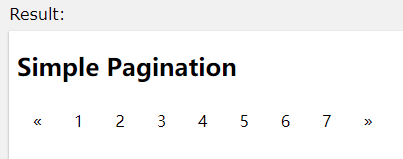 Result:
Simple Pagination
« 1 2 3 4 5 6 7 »